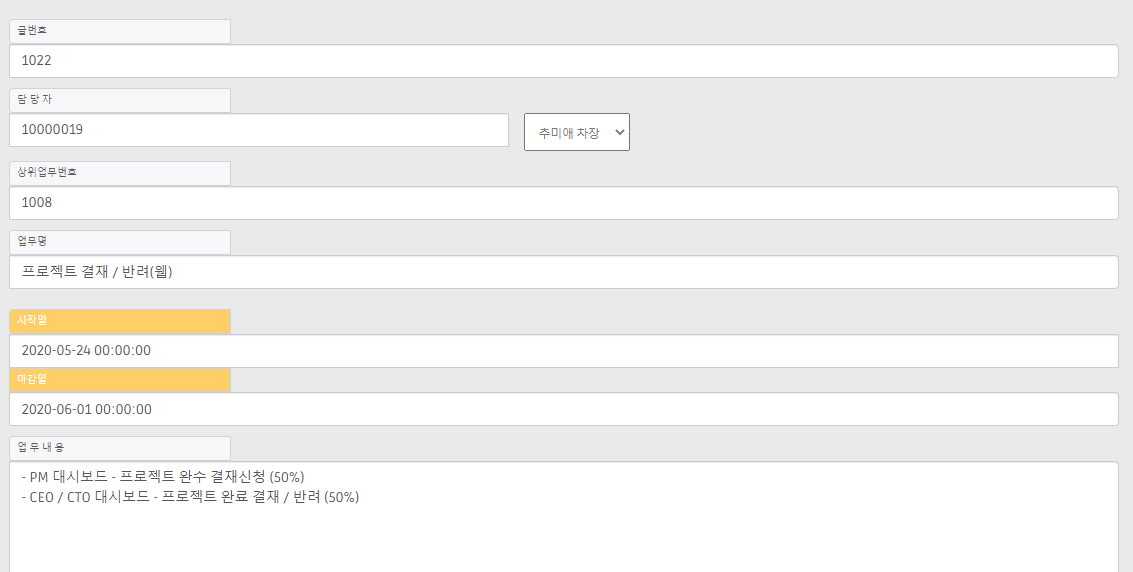 글번호
1022
담 당 자
10000019
추미애 차장
상위업무번호
1008
업무명
프로젝트 결재 / 반려(웹)
시작일
2020-05-24 00:00:00
마감일
2020-06-01 00:00:00
업 무 내 용
- PM 대시보드 - 프로젝트 완수 결재신청 (50%)
- CEO / CTO 대시보드 - 프로젝트 완료 결재 / 반려 (50%)